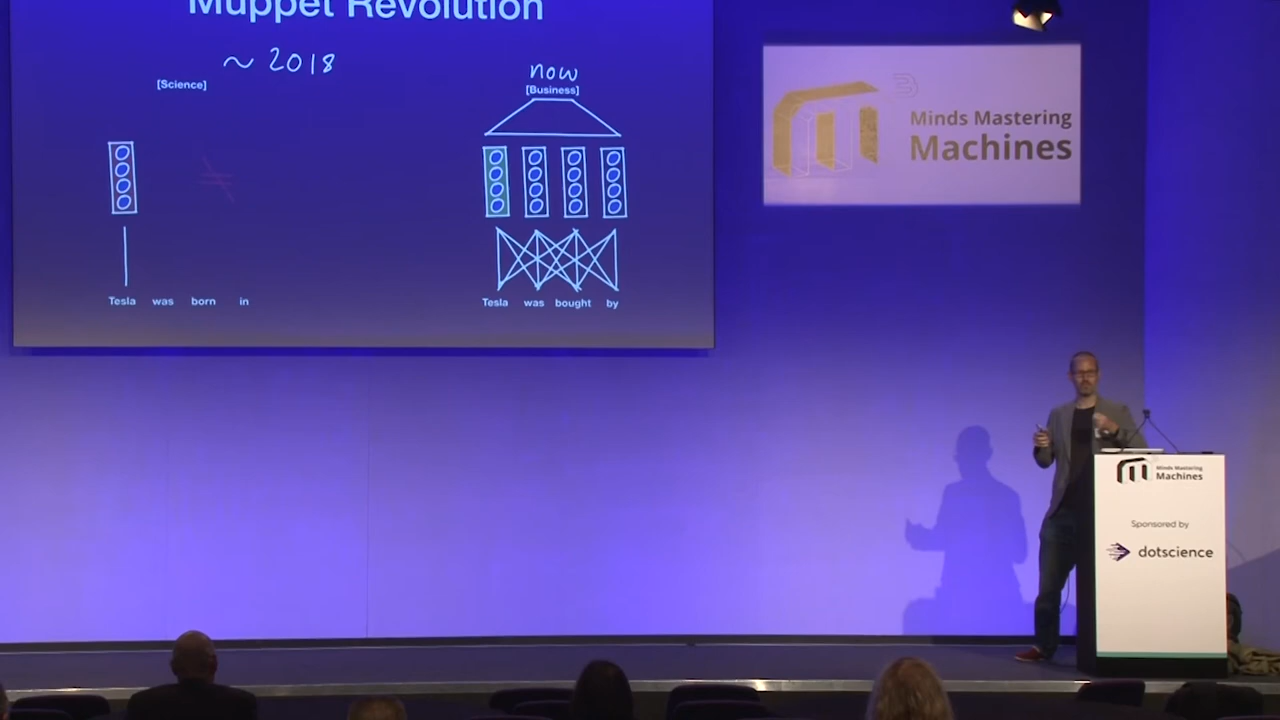 Muppet Revolution
~ 2018
[Science]
now
[Business]
≠
Tesla was born in
Tesla was bought by
Minds Mastering
Machines
Minds Mastering
Machines
Sponsored by
dotscience